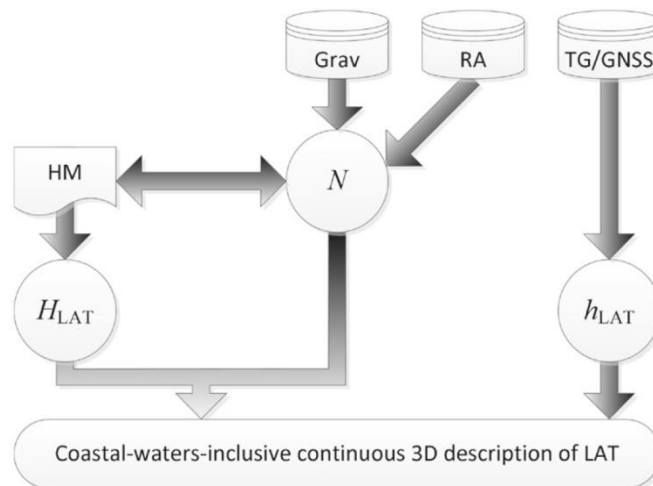 Grav
RA
TG/GNSS
HM
N
H_LAT
h_LAT
Coastal-waters-inclusive continuous 3D description of LAT